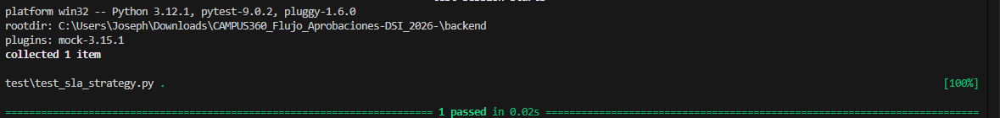 platform win32 -- Python 3.12.1, pytest-9.0.2, pluggy-1.6.0
rootdir: C:\Users\Joseph\Downloads\CAMPUS360_Flujo_Aprobaciones-DSI_2026-\backend
plugins: mock-3.15.1
collected 1 item
test\test_sla_strategy.py . [100%]
============ 1 passed in 0.02s ============